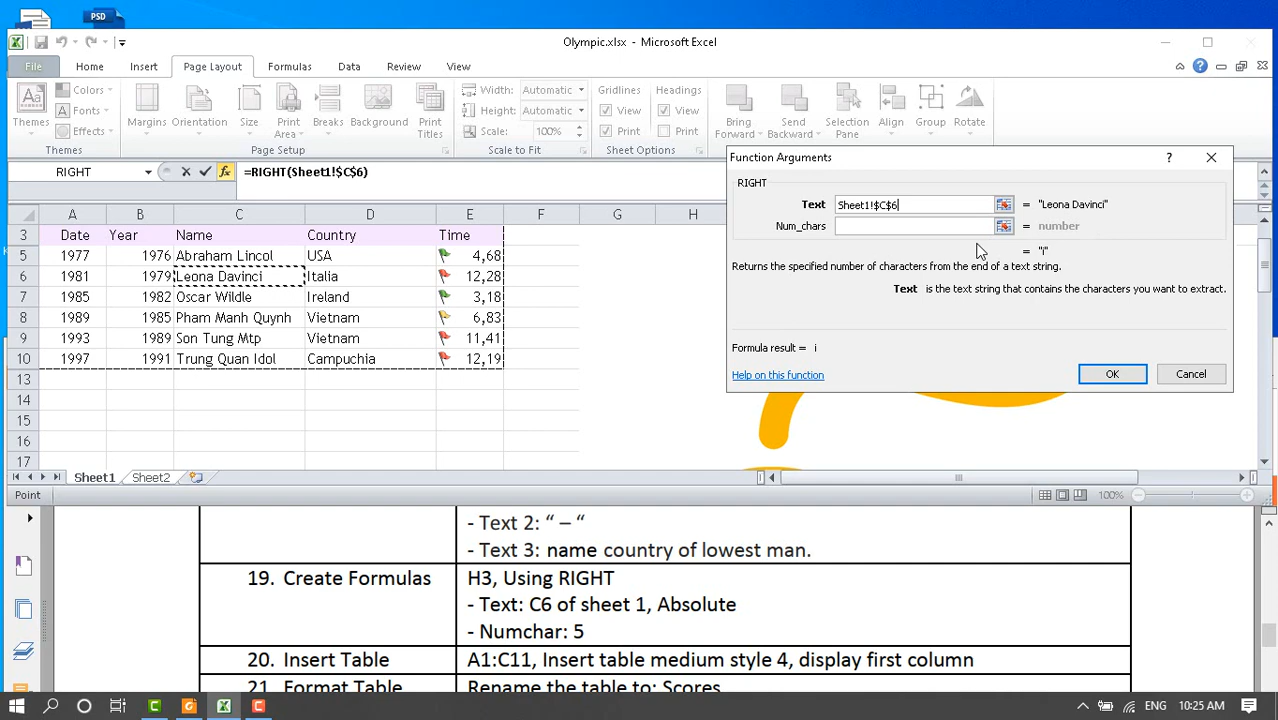 PSD
Olympic.xlsx - Microsoft Excel
File Home Insert Page Layout Formulas Data Review View
Aa Colors
Fonts
Effects
Themes
Themes
Margins Orientation Size Print Area Breaks Background Print Titles
Page Setup
Width: Automatic
Height: Automatic
Scale: 100%
Scale to Fit
Gridlines Headings
View View
Print Print
Sheet Options
Bring Forward Send Backward Selection Pane Align Group Rotate
RIGHT fx =RIGHT(Sheet1!$C$6)
A B C D E F G H
3 Date Year Name Country Time
5 1977 1976 Abraham Lincol USA 4,68
6 1981 1979 Leona Davinci Italia 12,28
7 1985 1982 Oscar Wildle Ireland 3,18
8 1989 1985 Pham Manh Quynh Vietnam 6,83
9 1993 1989 Son Tung Mtp Vietnam 11,41
10 1997 1991 Trung Quan Idol Campuchia 12,19
13
14
15
16
17
Sheet1 Sheet2
Point 100%
Function Arguments ?
RIGHT
Text Sheet1!$C$6 = "Leona Davinci"
Num_chars = number
= "i"
Returns the specified number of characters from the end of a text string.
Text is the text string that contains the characters you want to extract.
Formula result = i
Help on this function OK Cancel
- Text 2: “ – “
- Text 3: name country of lowest man.
19. Create Formulas H3, Using RIGHT
- Text: C6 of sheet 1, Absolute
- Numchar: 5
20. Insert Table A1:C11, Insert table medium style 4, display first column
21. Format Table Rename the table to: Scores
ENG 10:25 AM